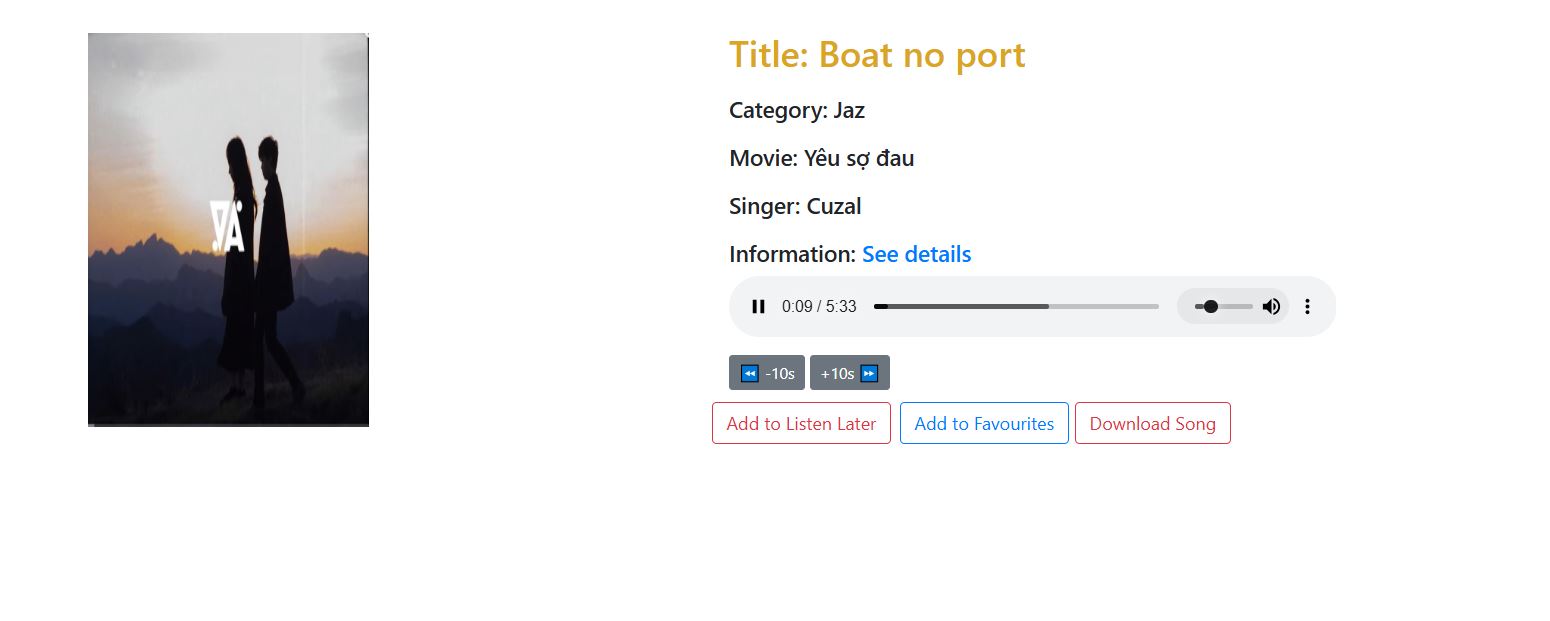 Title: Boat no port
Category: Jaz
Movie: Yêu sợ đau
Singer: Cuzal
Information: See details
0:09 / 5:33
-10s +10s
Add to Listen Later Add to Favourites Download Song